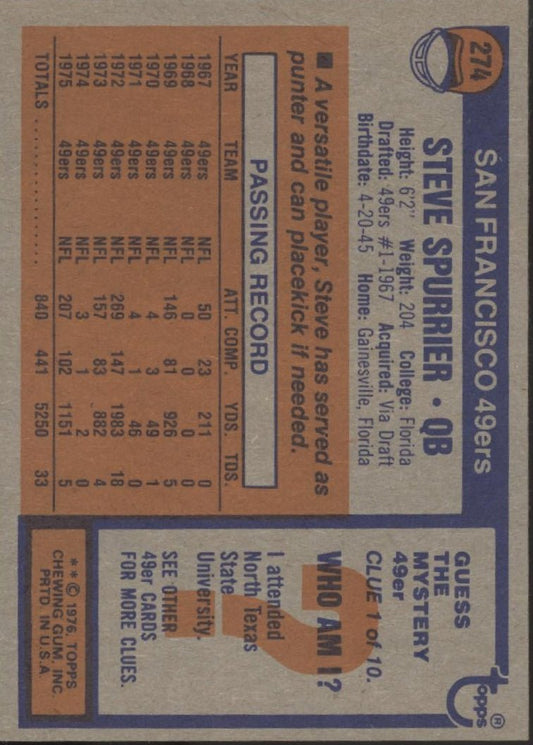 274
SAN FRANCISCO 49ers
STEVE SPURRIER • QB
Height: 6'2" Weight: 204 College: Florida
Drafted: 49ers #1-1967 Acquired: Via Draft
Birthdate: 4-20-45 Home: Gainesville, Florida
■ A versatile player, Steve has served as
punter and can placekick if needed.
PASSING RECORD
YEAR TEAM ATT. COMP. YDS. TDS.
1967 49ers NFL 50 23 211 0
1968 49ers NFL 0 0 0 0
1969 49ers NFL 146 81 926 5
1970 49ers NFL 4 3 49 1
1971 49ers NFL 4 1 46 0
1972 49ers NFL 269 147 1983 18
1973 49ers NFL 157 83 882 4
1974 49ers NFL 3 1 2 0
1975 49ers NFL 207 102 1151 5
TOTALS .................. 840 441 5250 33
topps ®
GUESS
THE
MYSTERY
49er
CLUE 1 of 10.
?
WHO AM I?
I attended
North Texas
State
University.
SEE OTHER
49er CARDS
FOR MORE CLUES.
* * © 1976, TOPPS
CHEWING GUM, INC.
PRTD. IN U.S.A.